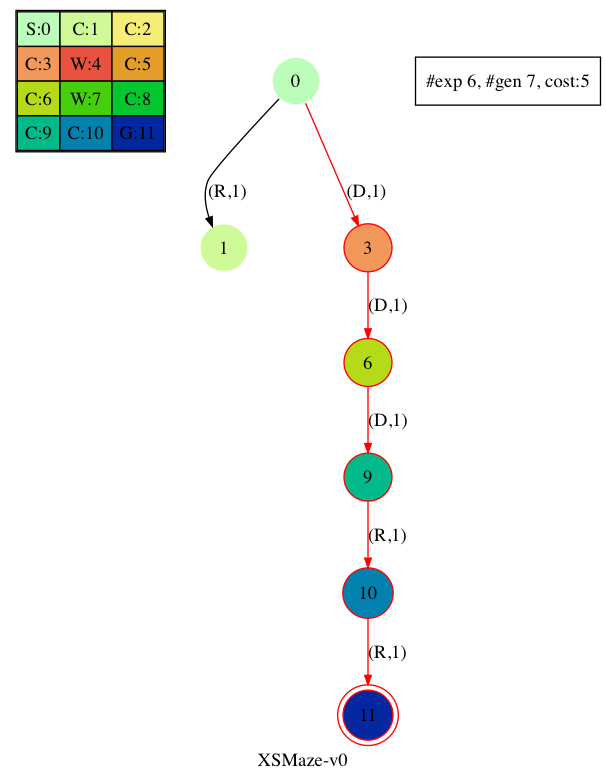 S:0 C:1 C:2
C:3 W:4 C:5
C:6 W:7 C:8
C:9 C:10 G:11
#exp 6, #gen 7, cost:5
0
(R,1) (D,1)
1 3
(D,1)
6
(D,1)
9
(R,1)
10
(R,1)
11
XSMaze-v0